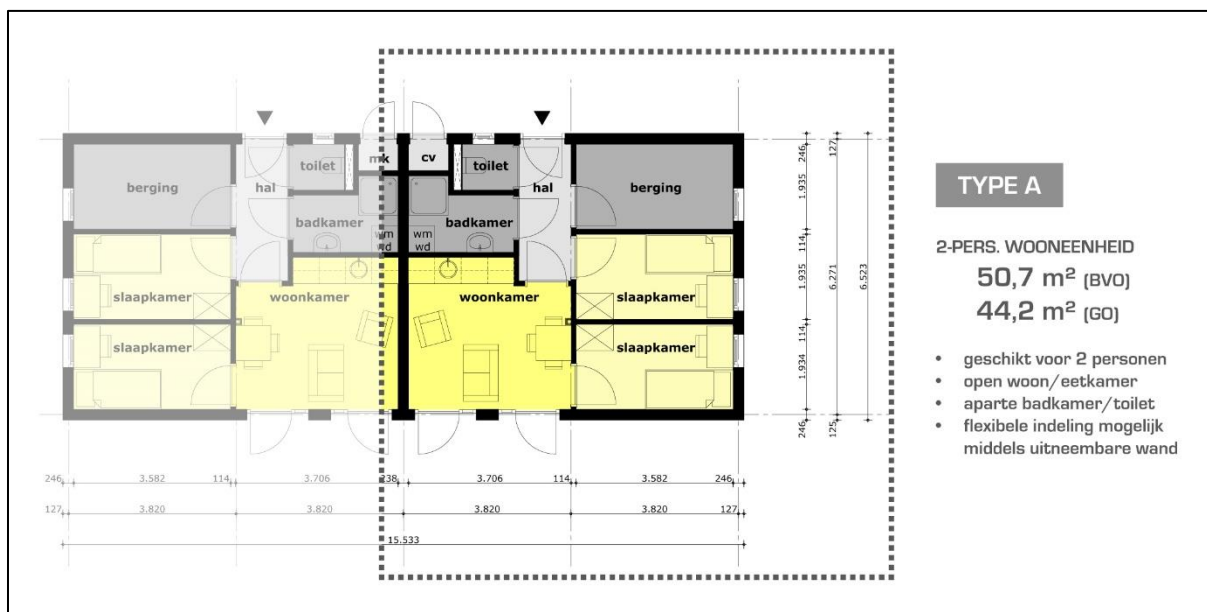 mk cv
toilet toilet
berging hal hal berging
badkamer badkamer
wm wm
wd wd
slaapkamer woonkamer woonkamer slaapkamer
slaapkamer slaapkamer
246 3.582 114 3.706 238 3.706 114 3.582 246
127 3.820 3.820 3.820 3.820 127
15.533
246 1.935 114 1.935 114 1.934 246
127 6.271 125
6.523
TYPE A
2-PERS. WOONEENHEID
50,7 m² (BVO)
44,2 m² (GO)
• geschikt voor 2 personen
• open woon/eetkamer
• aparte badkamer/toilet
• flexibele indeling mogelijk
middels uitneembare wand